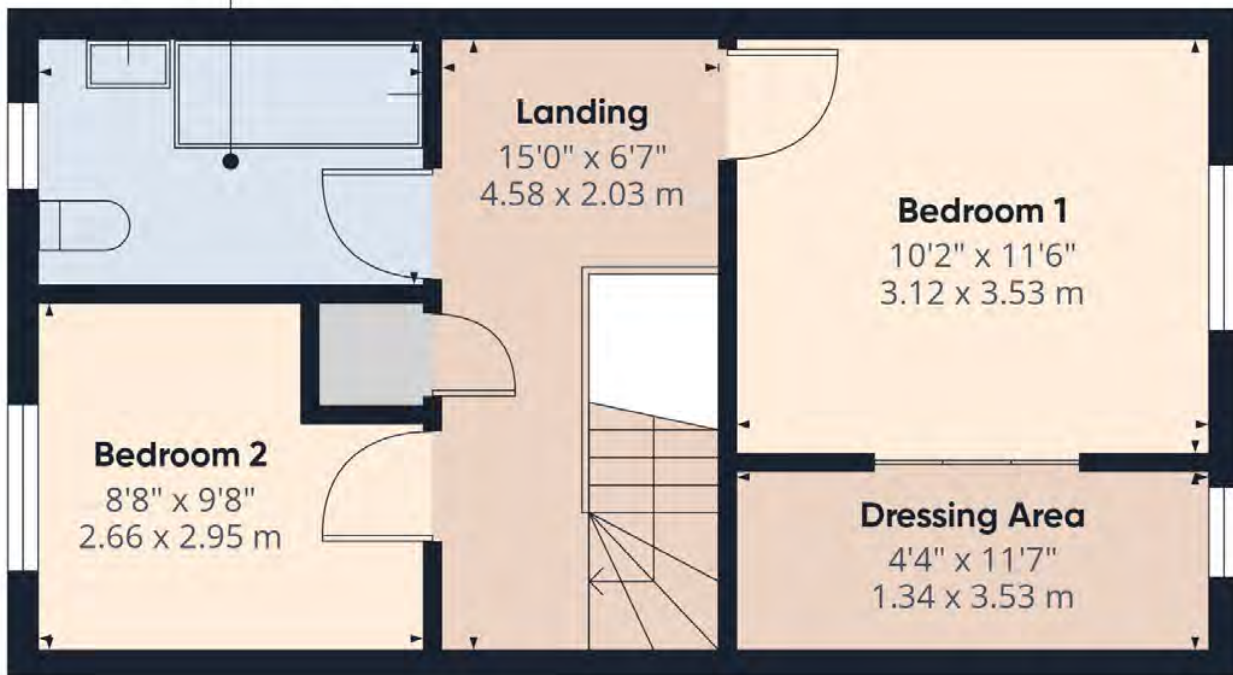 Landing
15'0" x 6'7"
4.58 x 2.03 m
Bedroom 1
10'2" x 11'6"
3.12 x 3.53 m
Bedroom 2
8'8" x 9'8"
2.66 x 2.95 m
Dressing Area
4'4" x 11'7"
1.34 x 3.53 m